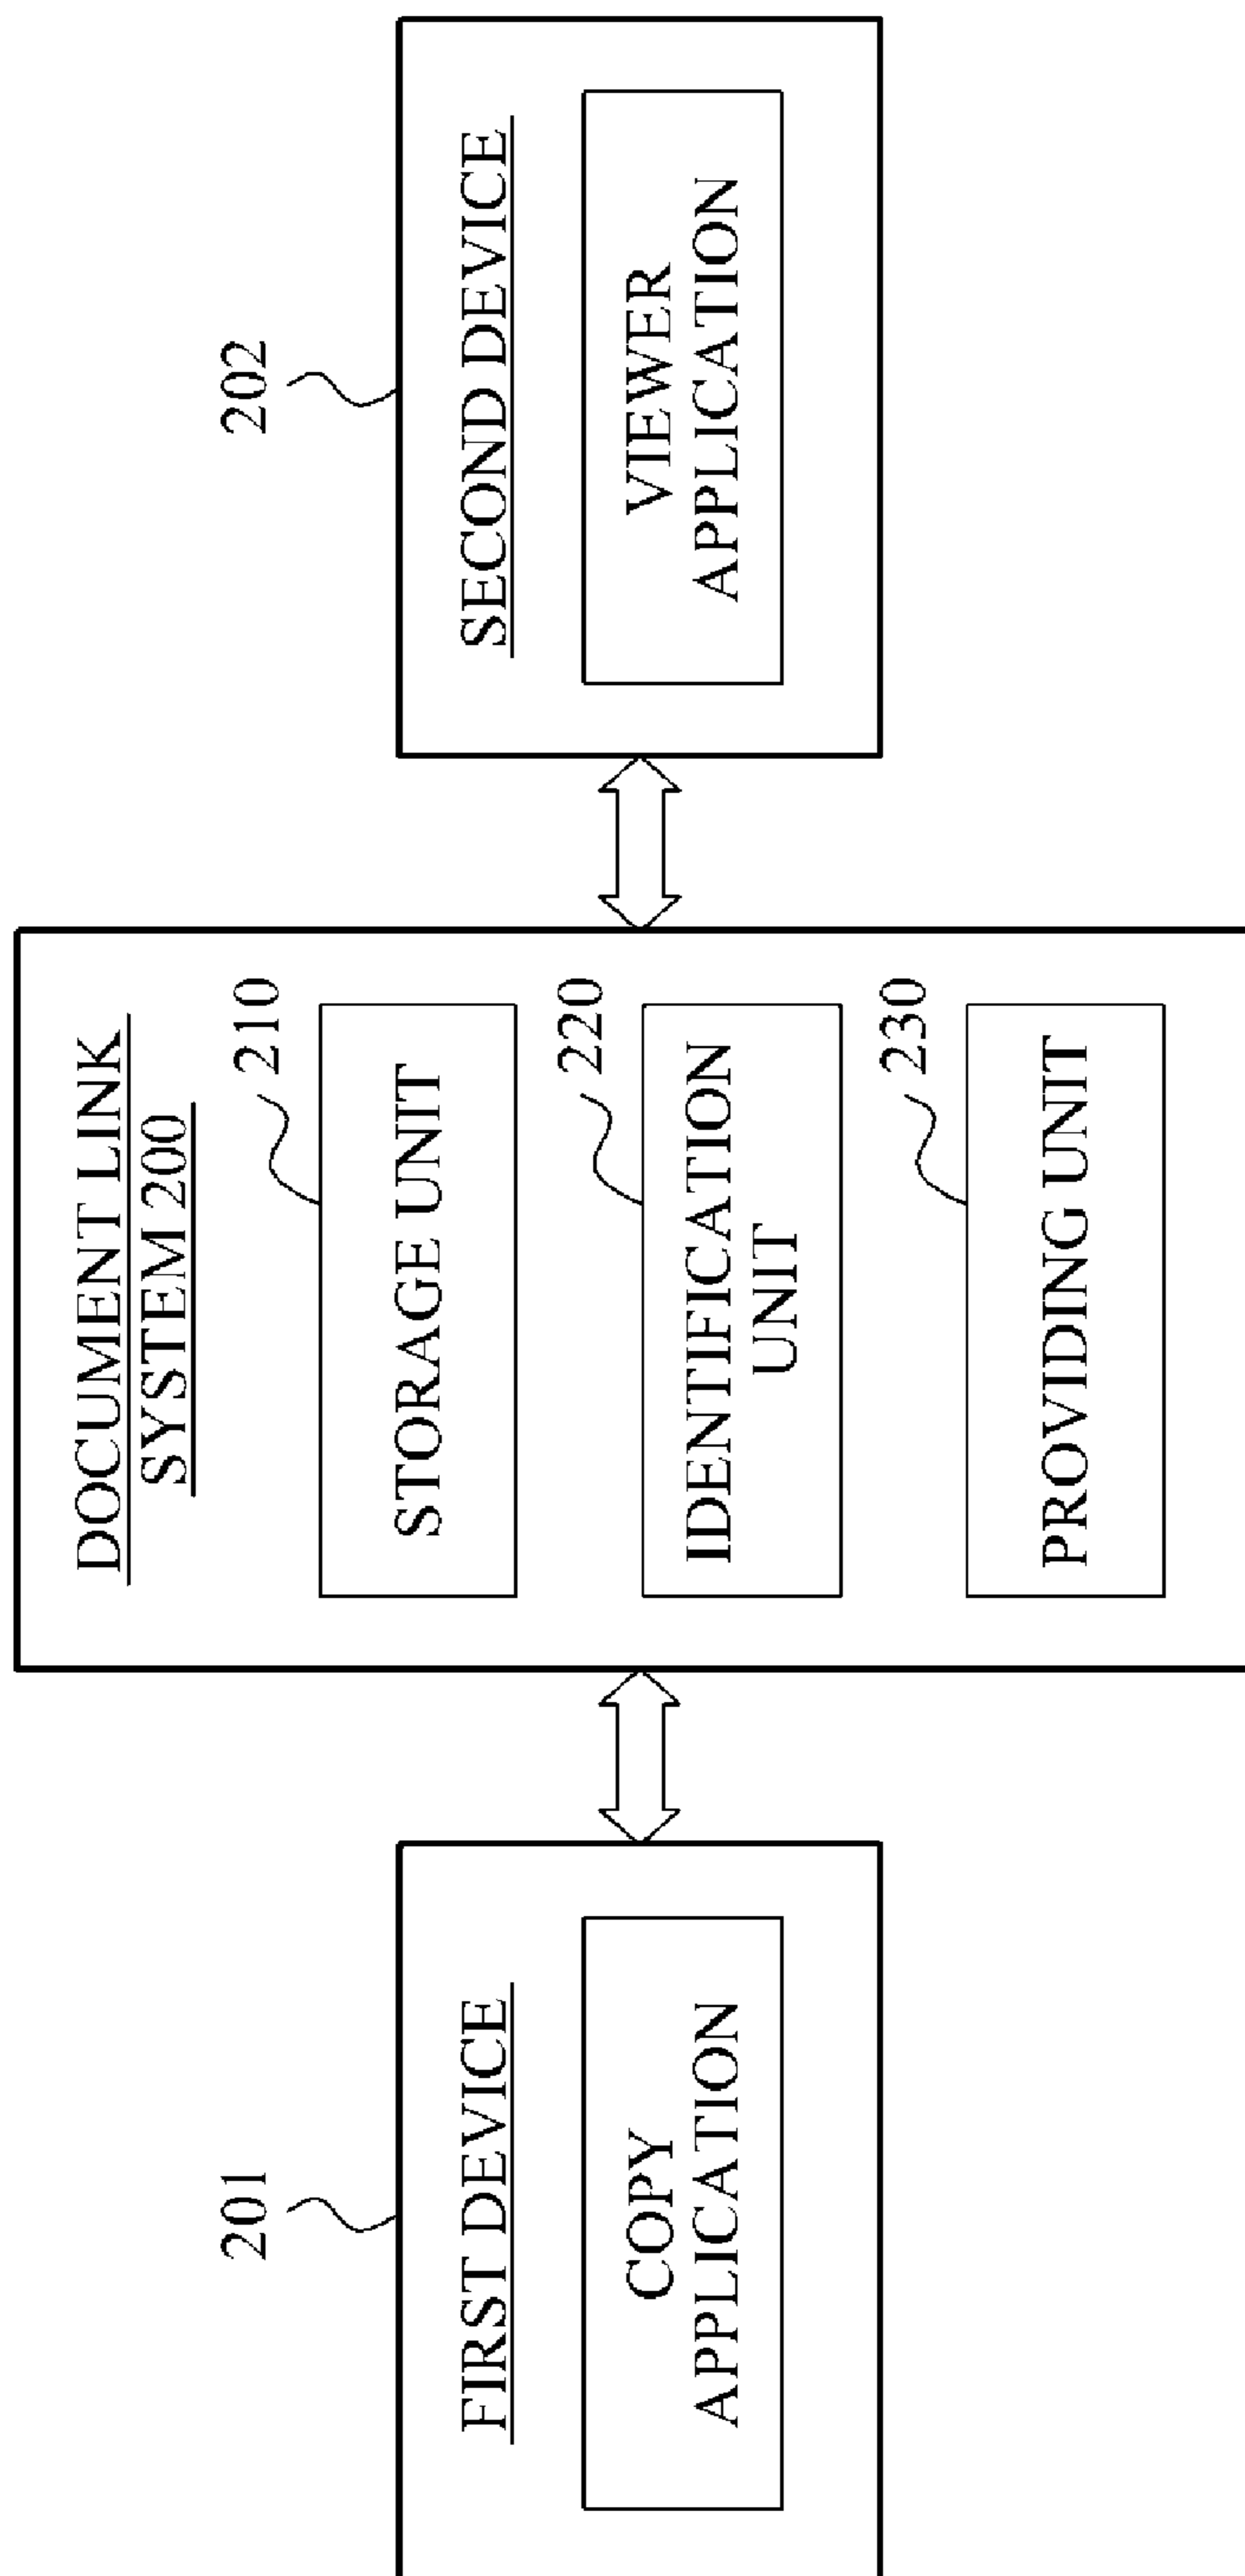 201
FIRST DEVICE
COPY
APPLICATION
DOCUMENT LINK
SYSTEM 200
210
STORAGE UNIT
220
IDENTIFICATION
UNIT
230
PROVIDING UNIT
202
SECOND DEVICE
VIEWER
APPLICATION